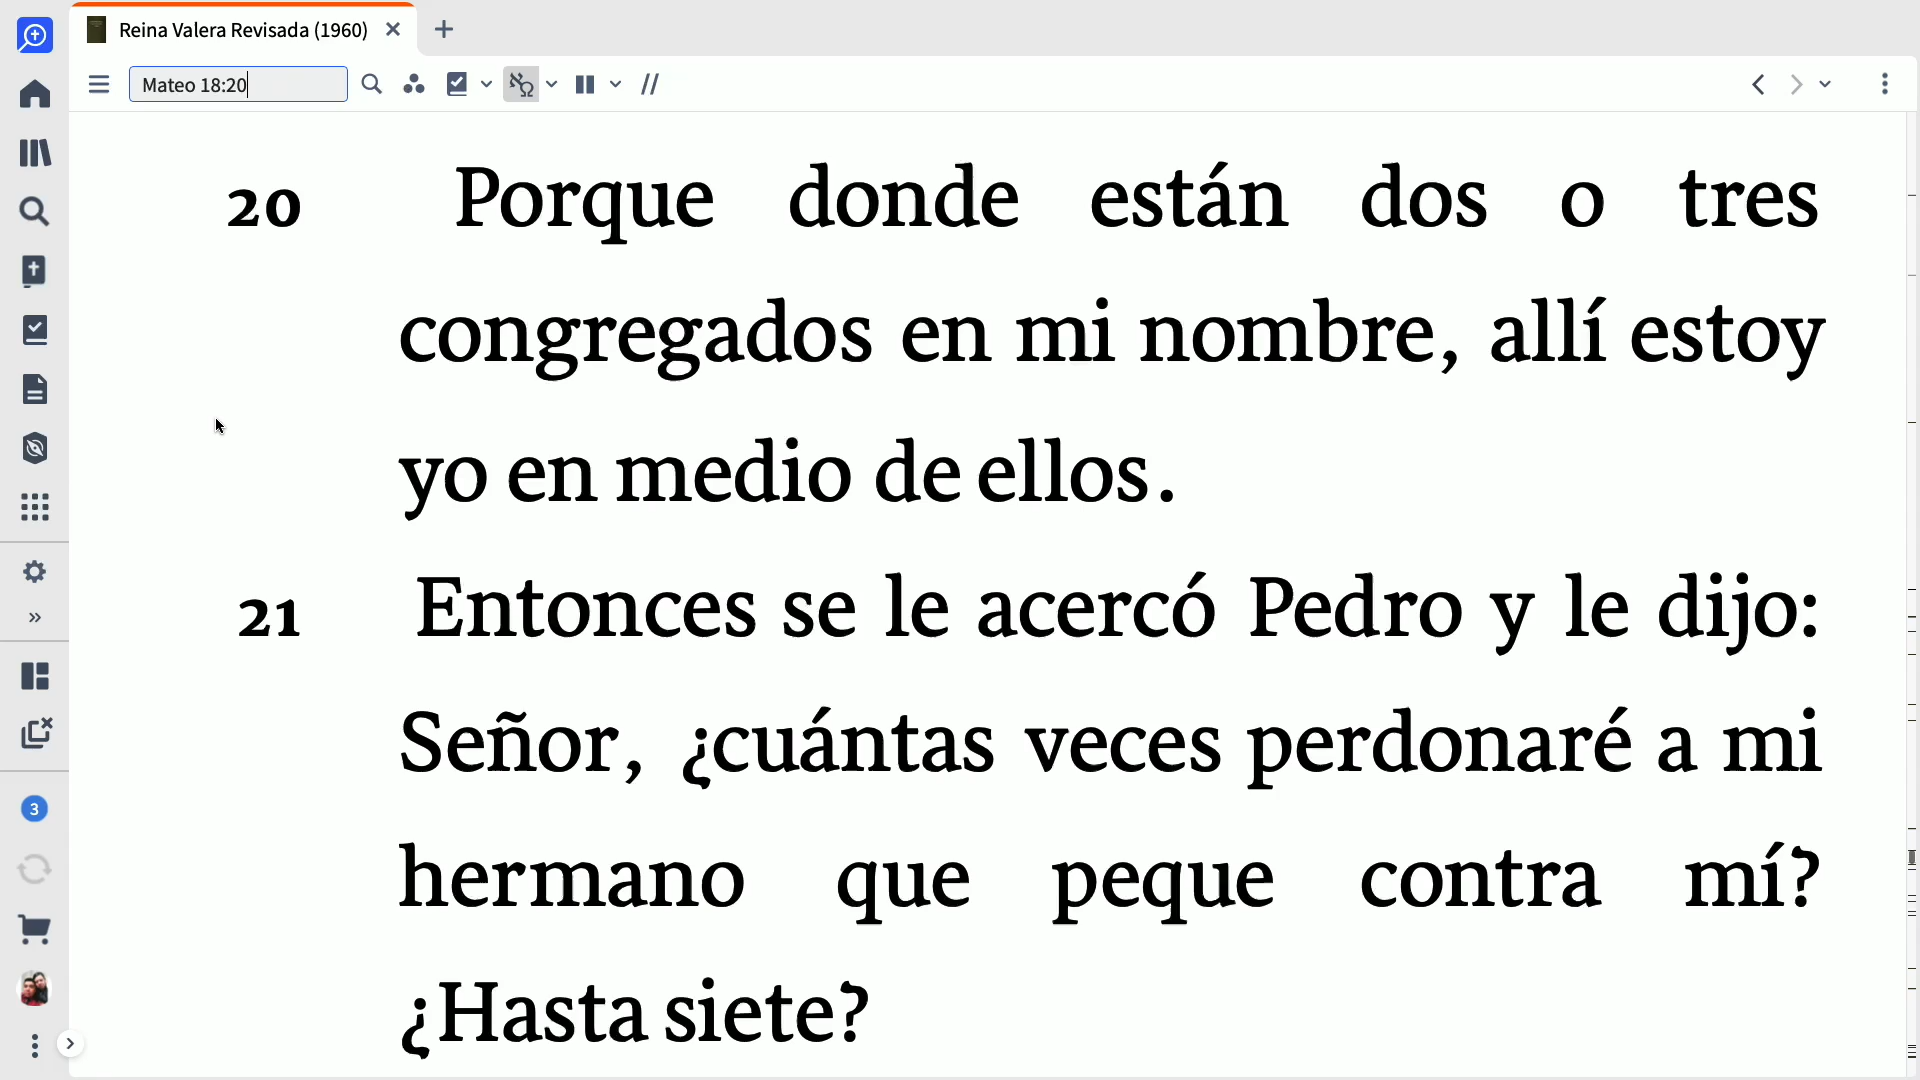 Reina Valera Revisada (1960)
Mateo 18:20
20 Porque donde están dos o tres
congregados en mi nombre, allí estoy
yo en medio de ellos.
21 Entonces se le acercó Pedro y le dijo:
Señor, ¿cuántas veces perdonaré a mi
hermano que peque contra mí?
¿Hasta siete?
3